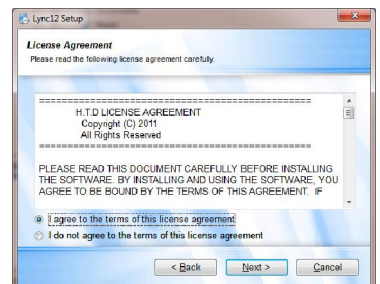 Lync12 Setup
License Agreement
Please read the following license agreement carefully.
====================================================
H.T.D LICENSE AGREEMENT
Copyright (C) 2011
All Rights Reserved
====================================================
PLEASE READ THIS DOCUMENT CAREFULLY BEFORE INSTALLING
THE SOFTWARE. BY INSTALLING AND USING THE SOFTWARE, YOU
AGREE TO BE BOUND BY THE TERMS OF THIS AGREEMENT. IF
I agree to the terms of this license agreement
I do not agree to the terms of this license agreement
< Back Next > Cancel